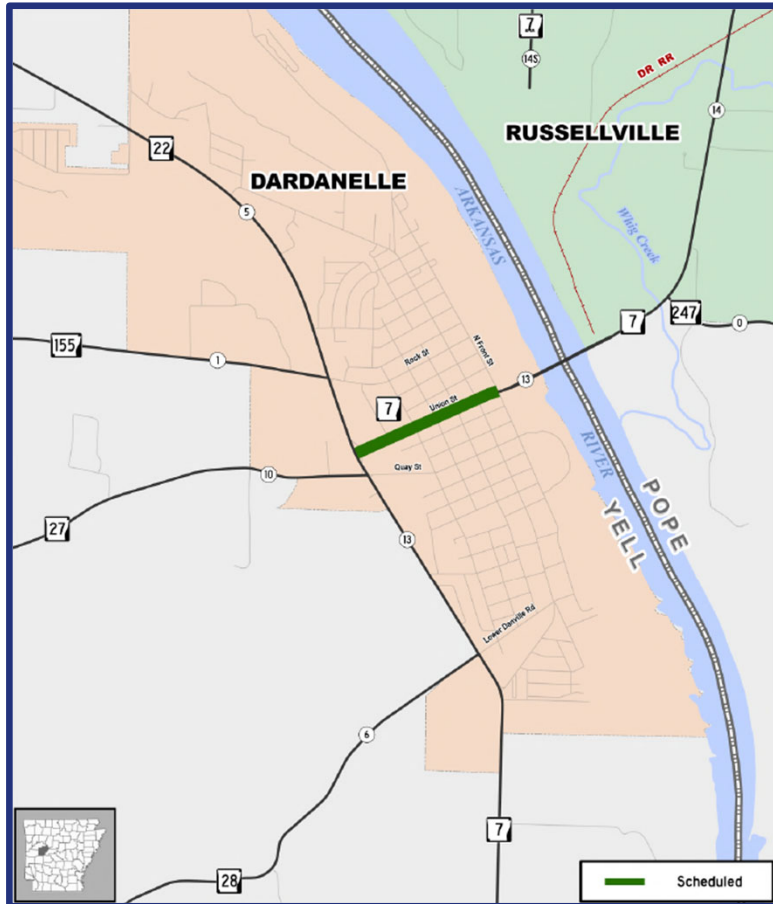 7
14S
DR RR
14
RUSSELLVILLE
22
DARDANELLE
5
ARKANSAS
Whig Creek
247
7
0
155
1
Rock St
N Front St
13
7
Union St
Quay St
10
RIVER
POPE
YELL
27
13
Lower Danville Rd
6
7
28
Scheduled